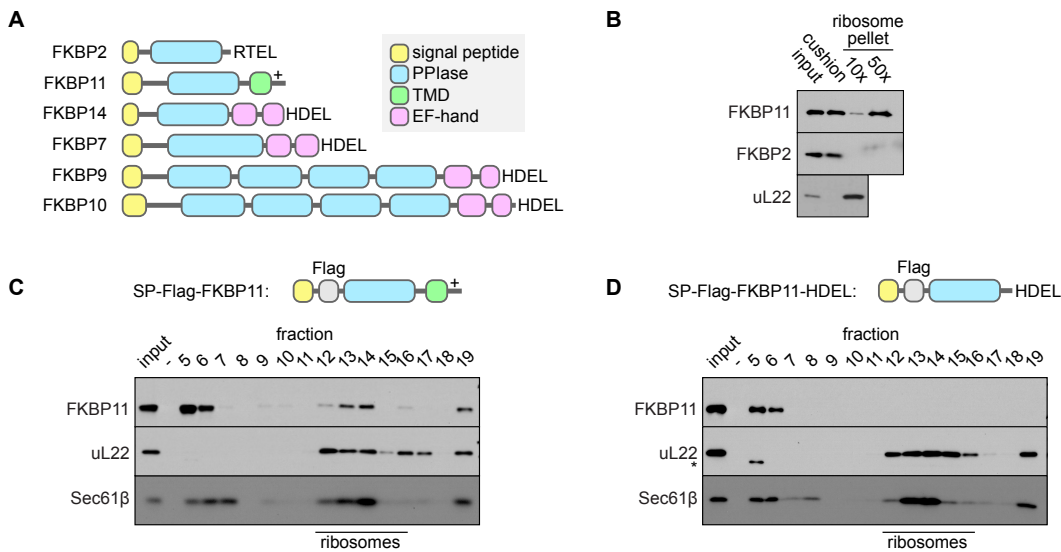 A
FKBP2
RTEL
FKBP11
+
FKBP14
HDEL
FKBP7
HDEL
FKBP9
HDEL
FKBP10
HDEL
signal peptide
PPIase
TMD
EF-hand
B
ribosome
pellet
input
cushion
10x
50x
FKBP11
FKBP2
uL22
C
Flag
SP-Flag-FKBP11:
+
fraction
input - 5 6 7 8 9 10 11 12 13 14 15 16 17 18 19
FKBP11
uL22
Sec61β
ribosomes
D
Flag
SP-Flag-FKBP11-HDEL:
HDEL
fraction
input - 5 6 7 8 9 10 11 12 13 14 15 16 17 18 19
FKBP11
uL22
*
Sec61β
ribosomes